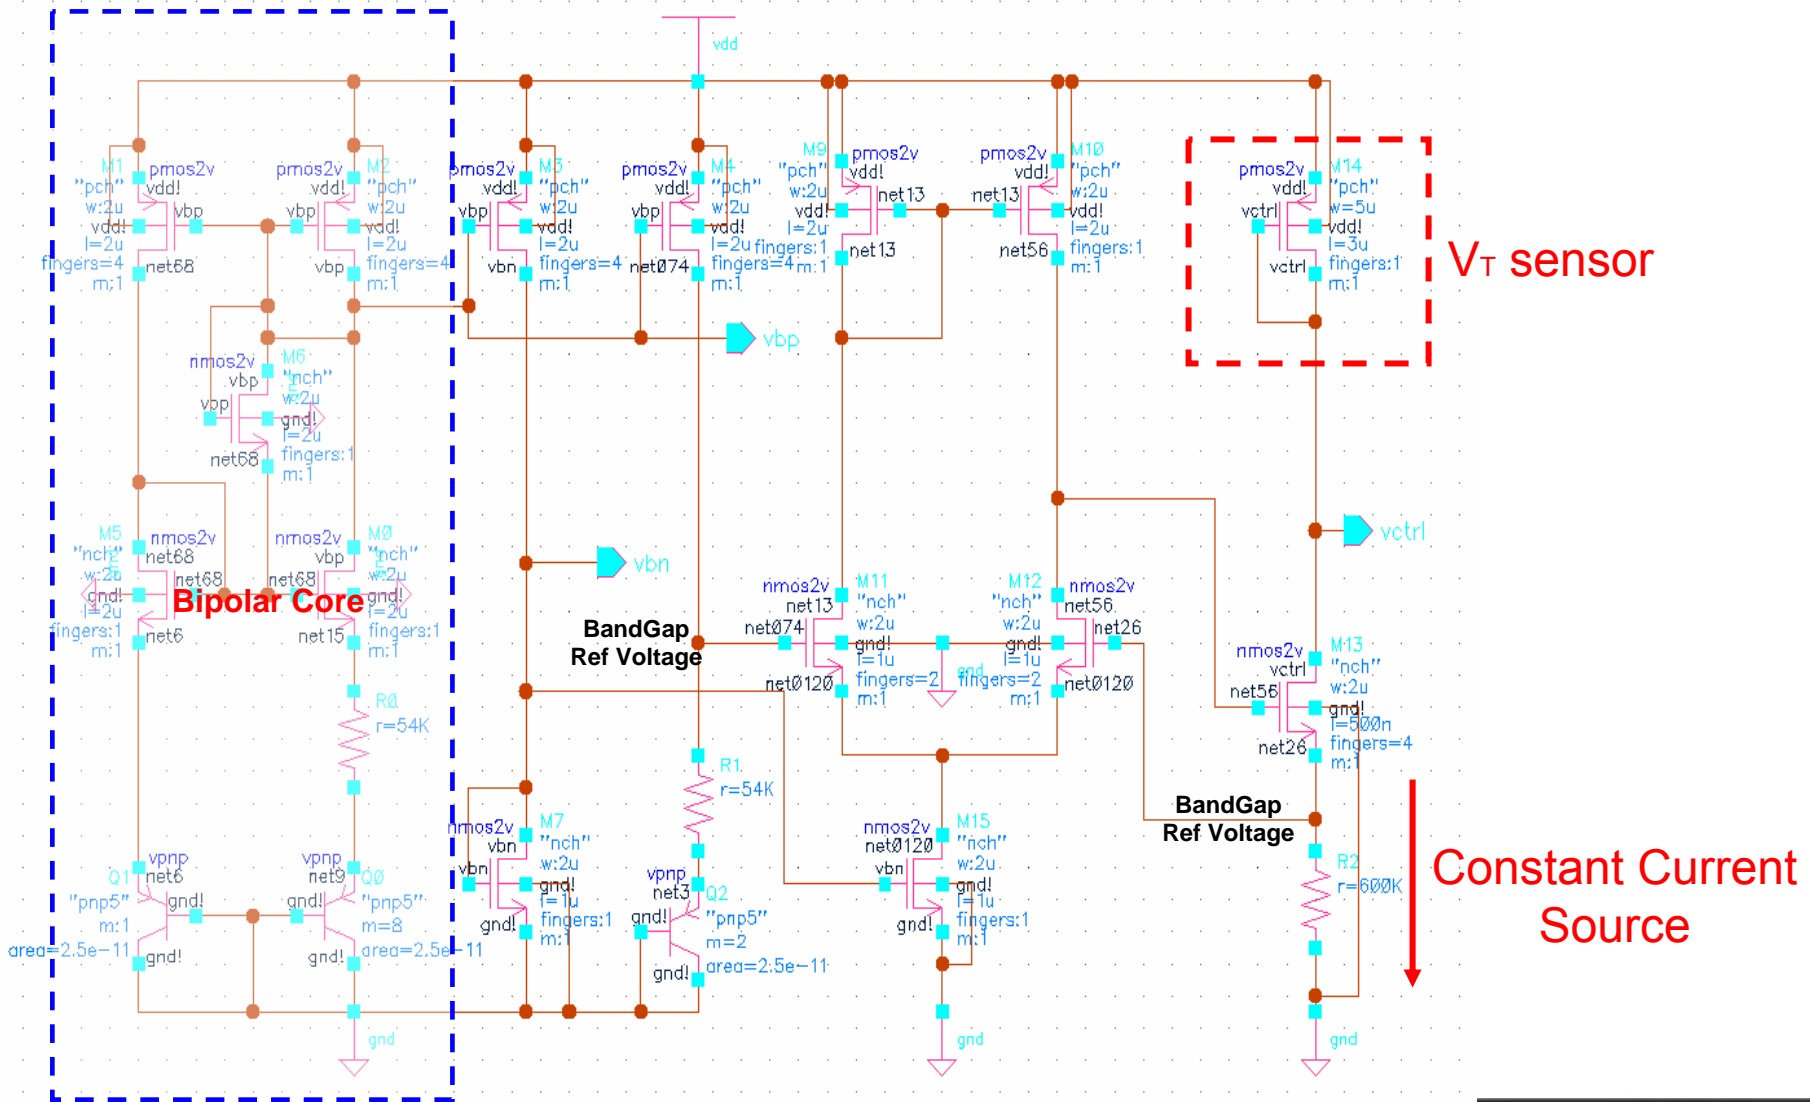 vdd
M1
pmos2v
"pch"
vdd!
w:2u
vbp
vdd!
l=2u
fingers=4
net68
m:1
M2
pmos2v
"pch"
vdd!
w:2u
vbp
vdd!
l=2u
vbp
fingers=4
m:1
M3
pmos2v
"pch"
vdd!
w:2u
vbp
vdd!
l=2u
vbn
fingers=4
m:1
M4
pmos2v
"pch"
vdd!
w:2u
vbp
vdd!
l=2u
net074
fingers=4
m:1
M9
pmos2v
"pch"
vdd!
w:2u
net13
vdd!
l=2u
fingers:1
net13
m:1
M10
pmos2v
"pch"
vdd!
net13
w:2u
vdd!
l=2u
net56
fingers:1
m:1
M14
pmos2v
"pch"
vdd!
w=5u
vctrl
vdd!
l=3u
vctrl
fingers:1
m:1
VT sensor
vbp
M6
nmos2v
"nch"
vbp
w:2u
vbp
gnd!
l=2u
fingers:1
net68
m:1
vctrl
vbn
M5
nmos2v
"nch"
net68
w:2u
net68
gnd!
l=2u
fingers:1
net6
m:1
M0
nmos2v
"nch"
vbp
w:2u
net68
gnd!
l=2u
net15
fingers:1
m:1
Bipolar Core
BandGap
Ref Voltage
M11
nmos2v
"nch"
net13
w:2u
net074
gnd!
l=1u
fingers=2
net0120
m:1
gnd
M12
nmos2v
"nch"
net56
w:2u
net26
gnd!
l=1u
fingers=2
net0120
m:1
M13
nmos2v
"nch"
vctrl
w:2u
net56
gnd!
l=500n
net26
fingers=4
m:1
R0
r=54K
R1
r=54K
BandGap
Ref Voltage
M7
nmos2v
"nch"
vbn
w:2u
vbn
gnd!
l=1u
fingers:1
gnd!
m:1
M15
nmos2v
"nch"
net0120
w:2u
vbn
gnd!
l=1u
fingers:1
gnd!
m:1
R2
r=600K
Constant Current
Source
vpnp
net6
Q1
gnd!
"pnp5"
m:1
area=2.5e-11
gnd!
vpnp
net9
Q0
gnd!
"pnp5"
m=8
area=2.5e-11
gnd!
vpnp
net3
Q2
gnd!
"pnp5"
m=2
area=2.5e-11
gnd!
gnd
gnd
gnd